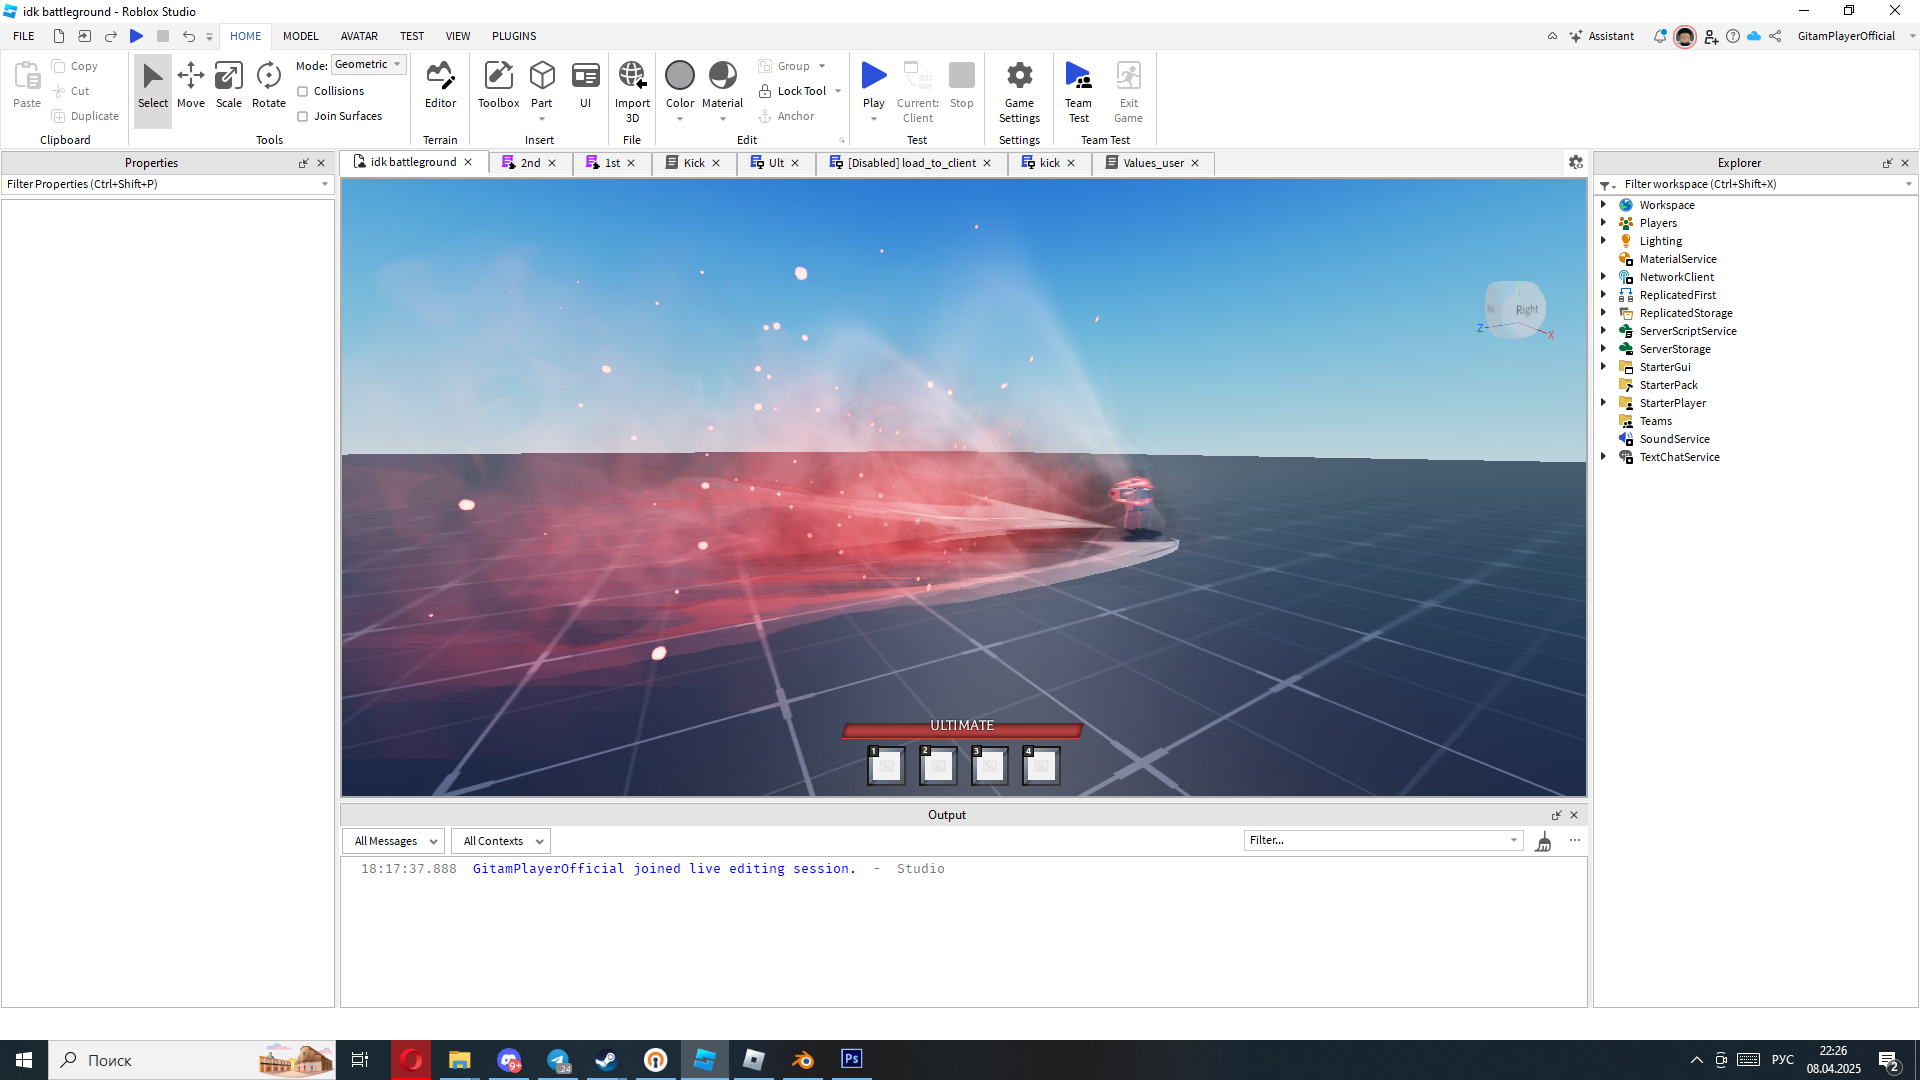 idk battleground - Roblox Studio
FILE HOME MODEL AVATAR TEST VIEW PLUGINS Assistant GitamPlayerOfficial
Paste Copy Cut Duplicate Clipboard
Select Move Scale Rotate Mode: Geometric Collisions Join Surfaces Tools
Editor Terrain
Toolbox Part UI Insert
Import 3D File
Color Material Group Lock Tool Anchor Edit
Play Current: Client Stop Test
Game Settings Settings
Team Test Exit Game Team Test
Properties
Filter Properties (Ctrl+Shift+P)
idk battleground 2nd 1st Kick Ult [Disabled] load_to_client kick Values_user
Right
Z X
ULTIMATE
1 2 3 4
Output
All Messages All Contexts Filter...
18:17:37.888 GitamPlayerOfficial joined live editing session. - Studio
Explorer
Filter workspace (Ctrl+Shift+X)
Workspace
Players
Lighting
MaterialService
NetworkClient
ReplicatedFirst
ReplicatedStorage
ServerScriptService
ServerStorage
StarterGui
StarterPack
StarterPlayer
Teams
SoundService
TextChatService
Поиск
9+ 24 Ps
РУС
22:26
08.04.2025
2